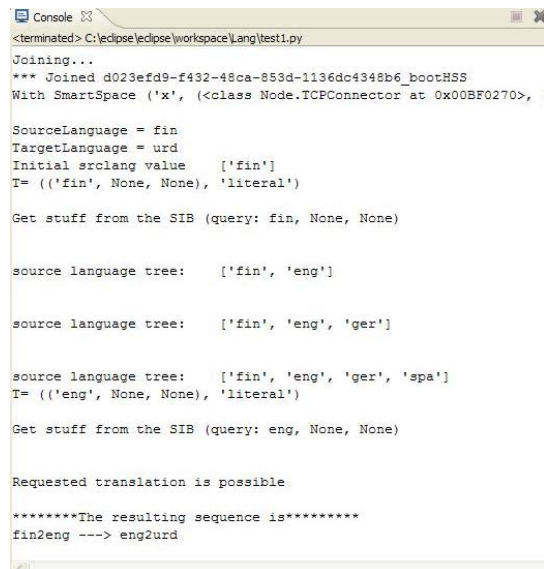 Console
<terminated> C:\eclipse\eclipse\workspace\Lang\test1.py
Joining...
*** Joined d023efd9-f432-48ca-853d-1136dc4348b6_bootHSS
With SmartSpace ('x', (<class Node.TCPConnector at 0x00BF0270>,
SourceLanguage = fin
TargetLanguage = urd
Initial srclang value ['fin']
T= (('fin', None, None), 'literal')
Get stuff from the SIB (query: fin, None, None)
source language tree: ['fin', 'eng']
source language tree: ['fin', 'eng', 'ger']
source language tree: ['fin', 'eng', 'ger', 'spa']
T= (('eng', None, None), 'literal')
Get stuff from the SIB (query: eng, None, None)
Requested translation is possible
********The resulting sequence is*********
fin2eng ---> eng2urd